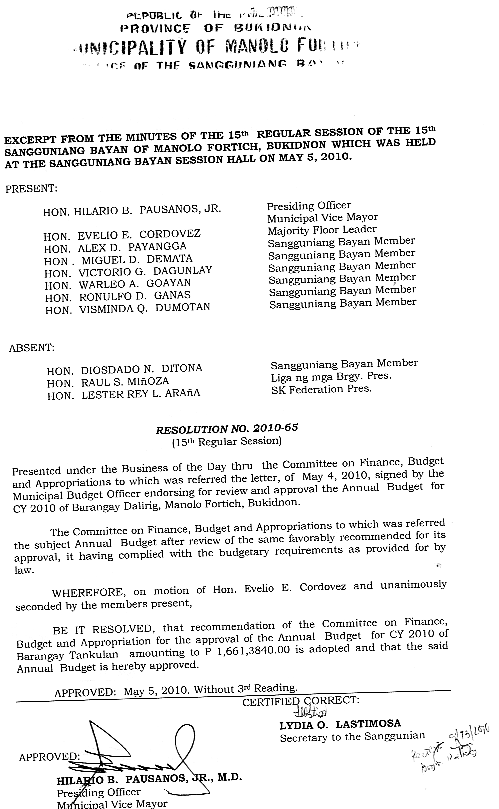 REPUBLIC OF THE
PROVINCE OF BUKIDNON
MUNICIPALITY OF MANOLO FORTICH
OF THE SANGGUNIANG BAYAN
EXCERPT FROM THE MINUTES OF THE 15th REGULAR SESSION OF THE 15th
SANGGUNIANG BAYAN OF MANOLO FORTICH, BUKIDNON WHICH WAS HELD
AT THE SANGGUNIANG BAYAN SESSION HALL ON MAY 5, 2010.
PRESENT:
HON. HILARIO B. PAUSANOS, JR. Presiding Officer
Municipal Vice Mayor
HON. EVELIO E. CORDOVEZ Majority Floor Leader
HON. ALEX D. PAYANGGA Sangguniang Bayan Member
HON . MIGUEL D. DEMATA Sangguniang Bayan Member
HON. VICTORIO G. DAGUNLAY Sangguniang Bayan Member
HON. WARLEO A. GOAYAN Sangguniang Bayan Member
HON. RONULFO D. GANAS Sangguniang Bayan Member
HON. VISMINDA Q. DUMOTAN Sangguniang Bayan Member
ABSENT:
HON. DIOSDADO N. DITONA Sangguniang Bayan Member
HON. RAUL S. MIñOZA Liga ng mga Brgy. Pres.
HON. LESTER REY L. ARAñA SK Federation Pres.
RESOLUTION NO. 2010-65
(15th Regular Session)
Presented under the Business of the Day thru the Committee on Finance, Budget
and Appropriations to which was referred the letter, of May 4, 2010, signed by the
Municipal Budget Officer endorsing for review and approval the Annual Budget for
CY 2010 of Barangay Dalirig, Manolo Fortich, Bukidnon.
The Committee on Finance, Budget and Appropriations to which was referred
the subject Annual Budget after review of the same favorably recommended for its
approval, it having complied with the budgetary requirements as provided for by
law.
WHEREFORE, on motion of Hon. Evelio E. Cordovez and unanimously
seconded by the members present,
BE IT RESOLVED, that recommendation of the Committee on Finance,
Budget and Appropriation for the approval of the Annual Budget for CY 2010 of
Barangay Tankulan amounting to P 1,661,3840.00 is adopted and that the said
Annual Budget is hereby approved.
APPROVED: May 5, 2010. Without 3rd Reading.
CERTIFIED CORRECT:
LYDIA O. LASTIMOSA
Secretary to the Sanggunian
APPROVED:
HILARIO B. PAUSANOS, JR., M.D.
Presiding Officer
Municipal Vice Mayor